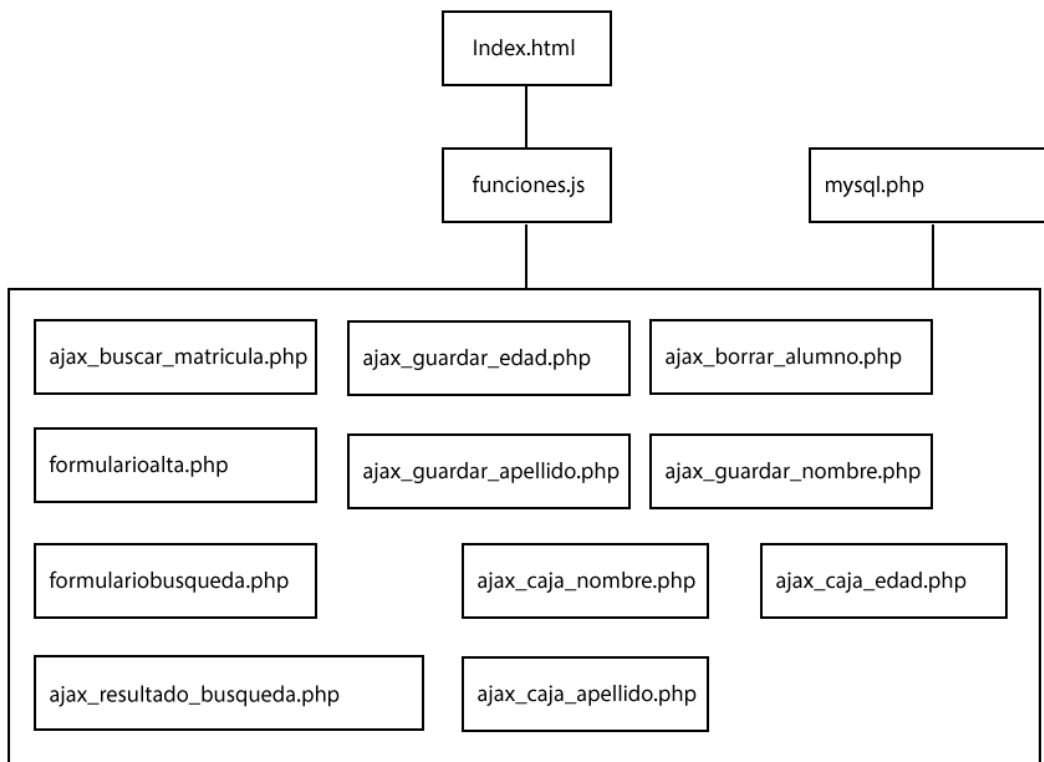 Index.html
funciones.js
mysql.php
ajax_buscar_matricula.php
ajax_guardar_edad.php
ajax_borrar_alumno.php
formularioalta.php
ajax_guardar_apellido.php
ajax_guardar_nombre.php
formulariobusqueda.php
ajax_caja_nombre.php
ajax_caja_edad.php
ajax_resultado_busqueda.php
ajax_caja_apellido.php